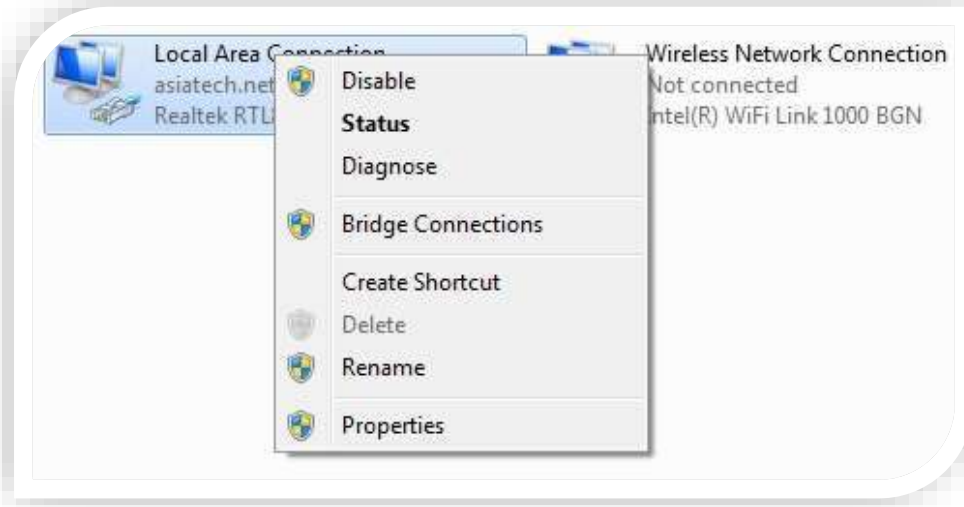 Local Area Connection
asiatech.net
Realtek
Wireless Network Connection
Not connected
Intel(R) WiFi Link 1000 BGN
Disable
Status
Diagnose
Bridge Connections
Create Shortcut
Delete
Rename
Properties